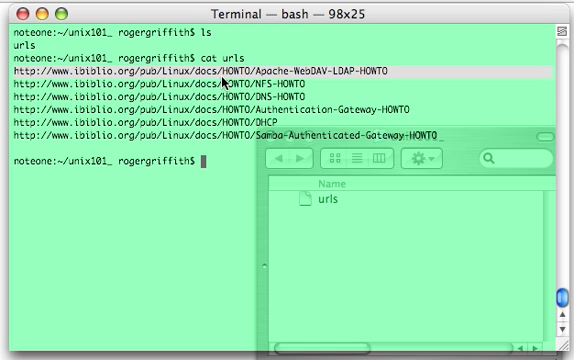 Terminal — bash — 98x25
noteone:~/unix101_ rogergriffith$ ls
urls
noteone:~/unix101_ rogergriffith$ cat urls
http://www.ibiblio.org/pub/Linux/docs/HOWTO/Apache-WebDAV-LDAP-HOWTO
http://www.ibiblio.org/pub/Linux/docs/HOWTO/NFS-HOWTO
http://www.ibiblio.org/pub/Linux/docs/HOWTO/DNS-HOWTO
http://www.ibiblio.org/pub/Linux/docs/HOWTO/Authentication-Gateway-HOWTO
http://www.ibiblio.org/pub/Linux/docs/HOWTO/DHCP
http://www.ibiblio.org/pub/Linux/docs/HOWTO/Samba-Authenticated-Gateway-HOWTO
noteone:~/unix101_ rogergriffith$
Name
urls